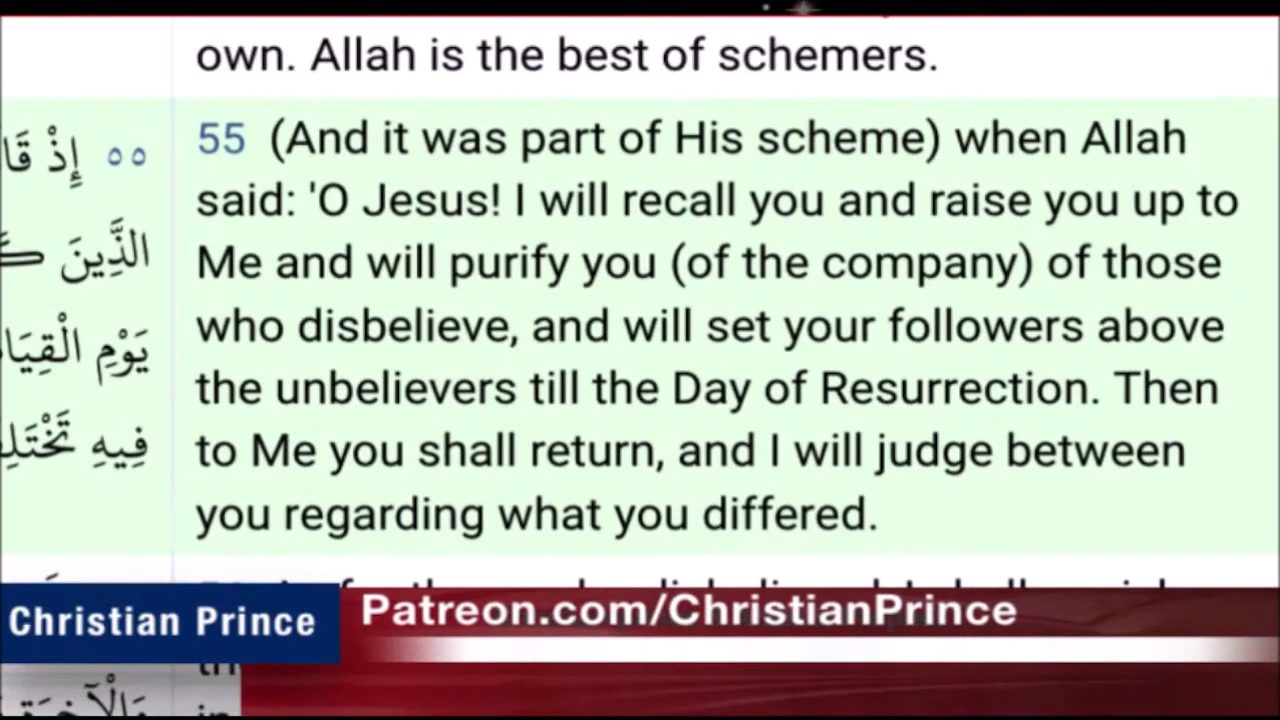 own. Allah is the best of schemers.
55 (And it was part of His scheme) when Allah
said: 'O Jesus! I will recall you and raise you up to
Me and will purify you (of the company) of those
who disbelieve, and will set your followers above
the unbelievers till the Day of Resurrection. Then
to Me you shall return, and I will judge between
you regarding what you differed.
٥٥ إِذْ قَا
الَّذِينَ كَ
يَوْمِ الْقِيَا
فِيهِ تَخْتَلِ
Christian Prince
Patreon.com/ChristianPrince